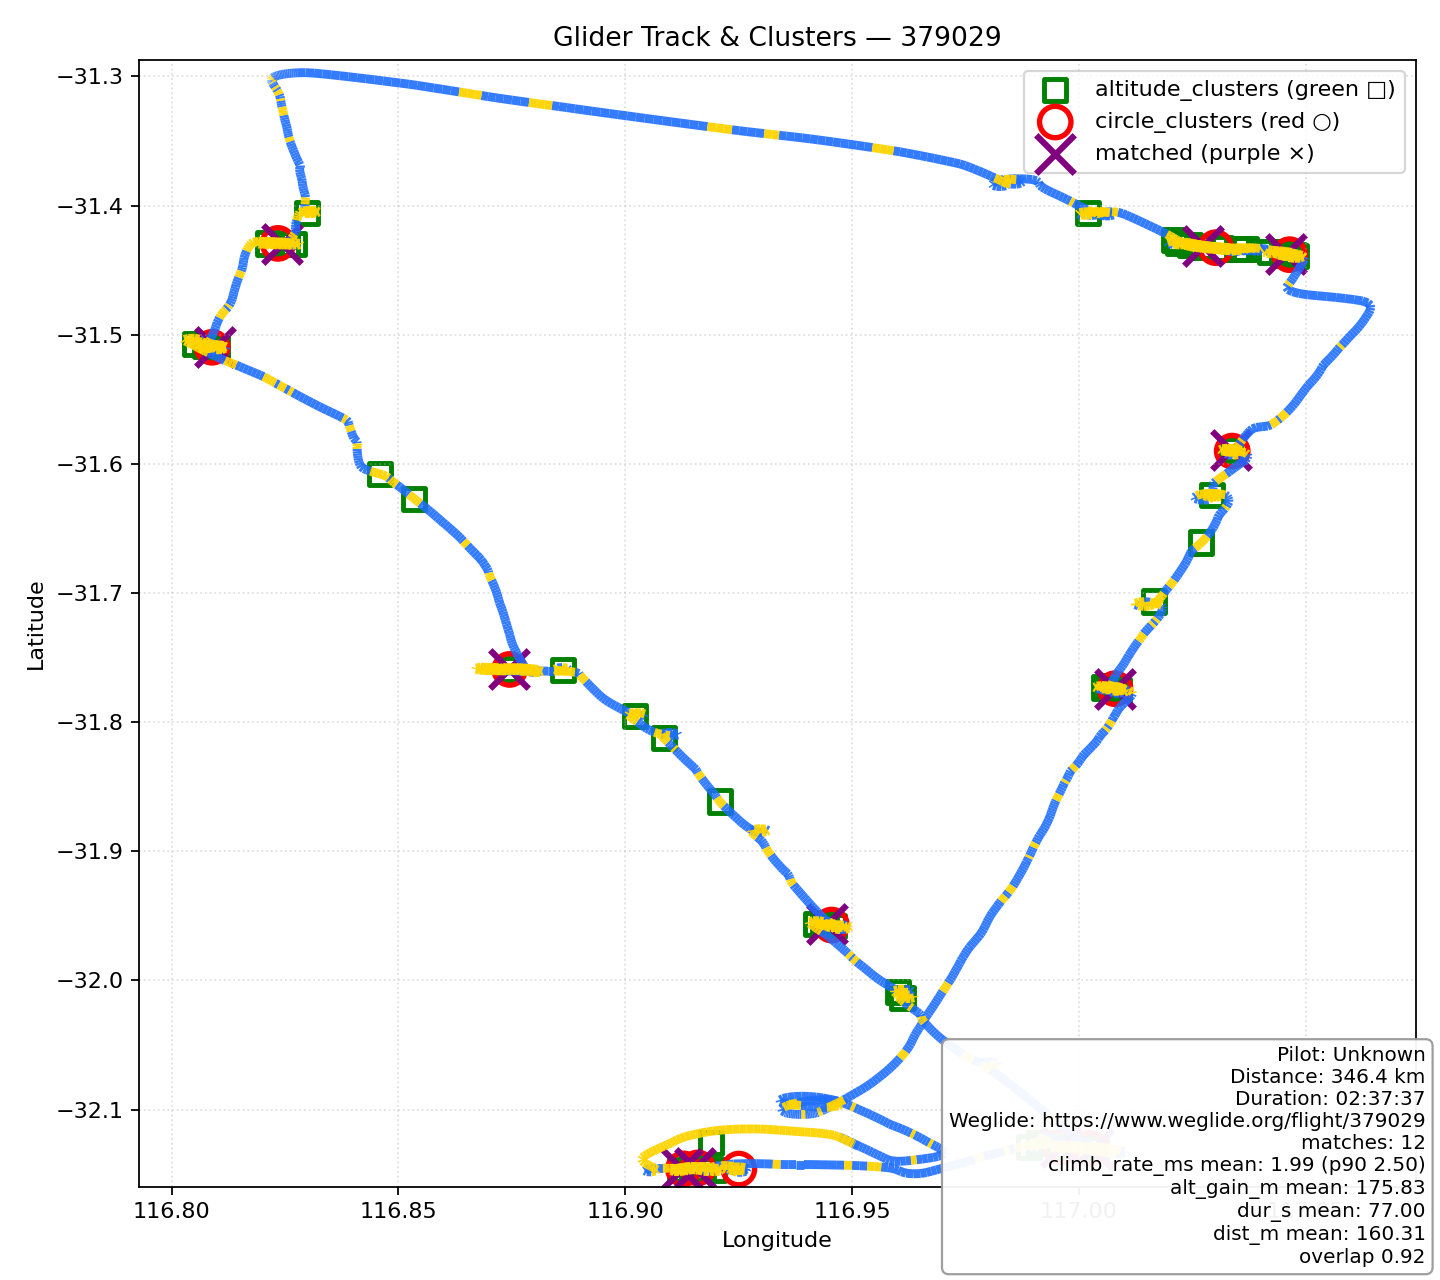 Glider Track & Clusters — 379029
altitude_clusters (green □)
circle_clusters (red ○)
matched (purple ×)
Latitude
−31.3
−31.4
−31.5
−31.6
−31.7
−31.8
−31.9
−32.0
−32.1
116.80
116.85
116.90
116.95
117.00
Longitude
Pilot: Unknown
Distance: 346.4 km
Duration: 02:37:37
Weglide: https://www.weglide.org/flight/379029
matches: 12
climb_rate_ms mean: 1.99 (p90 2.50)
alt_gain_m mean: 175.83
dur_s mean: 77.00
dist_m mean: 160.31
overlap 0.92